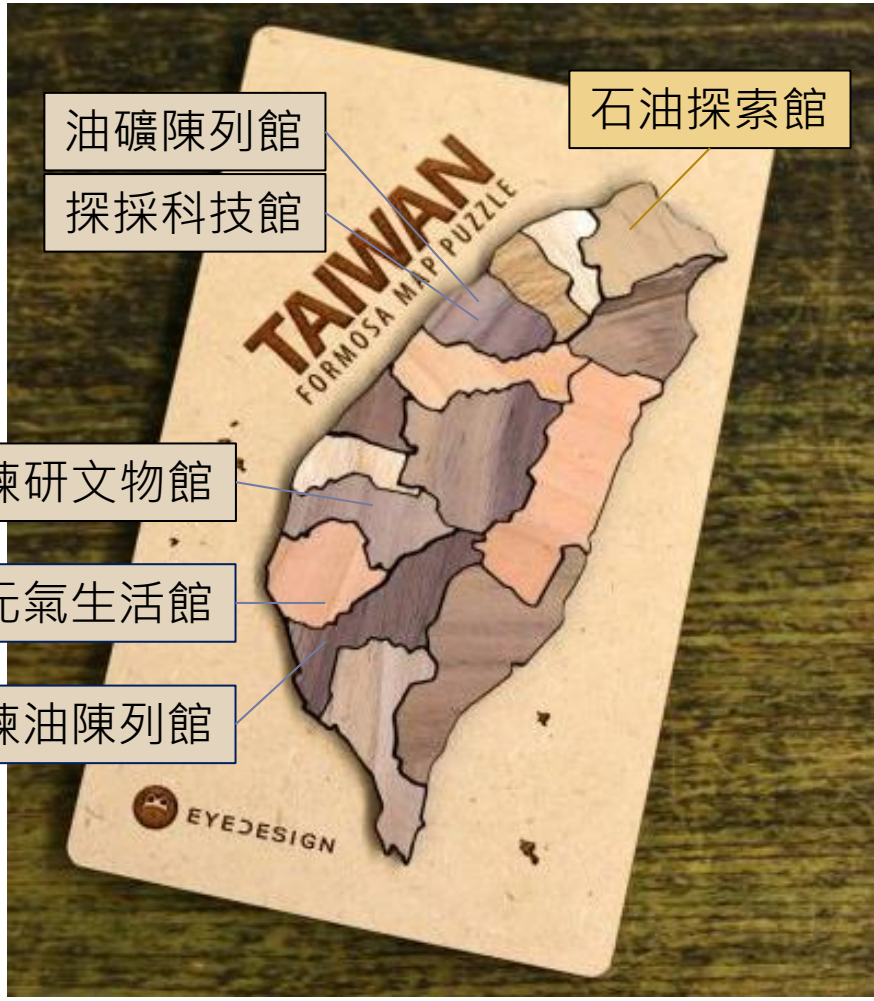 石油探索館
油礦陳列館
探採科技館
TAIWAN
FORMOSA MAP PUZZLE
煉研文物館
元氣生活館
煉油陳列館
EYEDESIGN